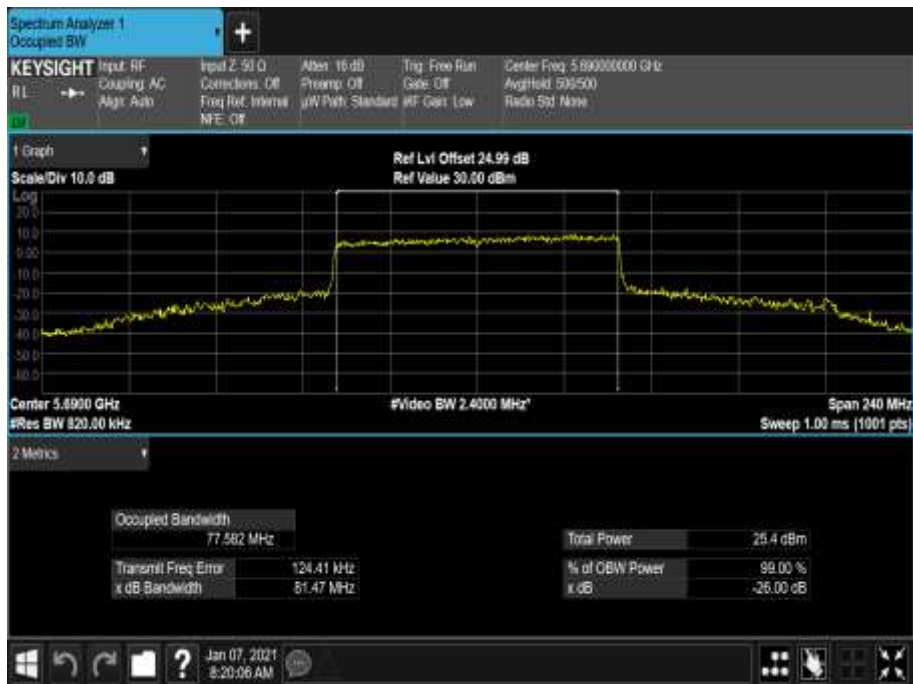 Spectrum Analyzer 1
Occupied BW
+
KEYSIGHT
RL
Input: RF
Coupling: AC
Align: Auto
Input Z: 50 Ω
Corrections: Off
Freq Ref: Internal
NFE: Off
Atten: 16 dB
Preamp: Off
µW Path: Standard
Trig: Free Run
Gate: Off
#IF Gain: Low
Center Freq: 5.690000000 GHz
Avg|Hold: 500/500
Radio Std: None
1 Graph
Scale/Div 10.0 dB
Ref Lvl Offset 24.99 dB
Ref Value 30.00 dBm
Log
20.0
10.0
0.00
-10.0
-20.0
-30.0
-40.0
-50.0
-60.0
Center 5.6900 GHz
#Res BW 820.00 kHz
#Video BW 2.4000 MHz*
Span 240 MHz
Sweep 1.00 ms (1001 pts)
2 Metrics
Occupied Bandwidth
77.582 MHz
Transmit Freq Error 124.41 kHz
x dB Bandwidth 81.47 MHz
Total Power 25.4 dBm
% of OBW Power 99.00 %
x dB -26.00 dB
?
Jan 07, 2021
8:20:06 AM